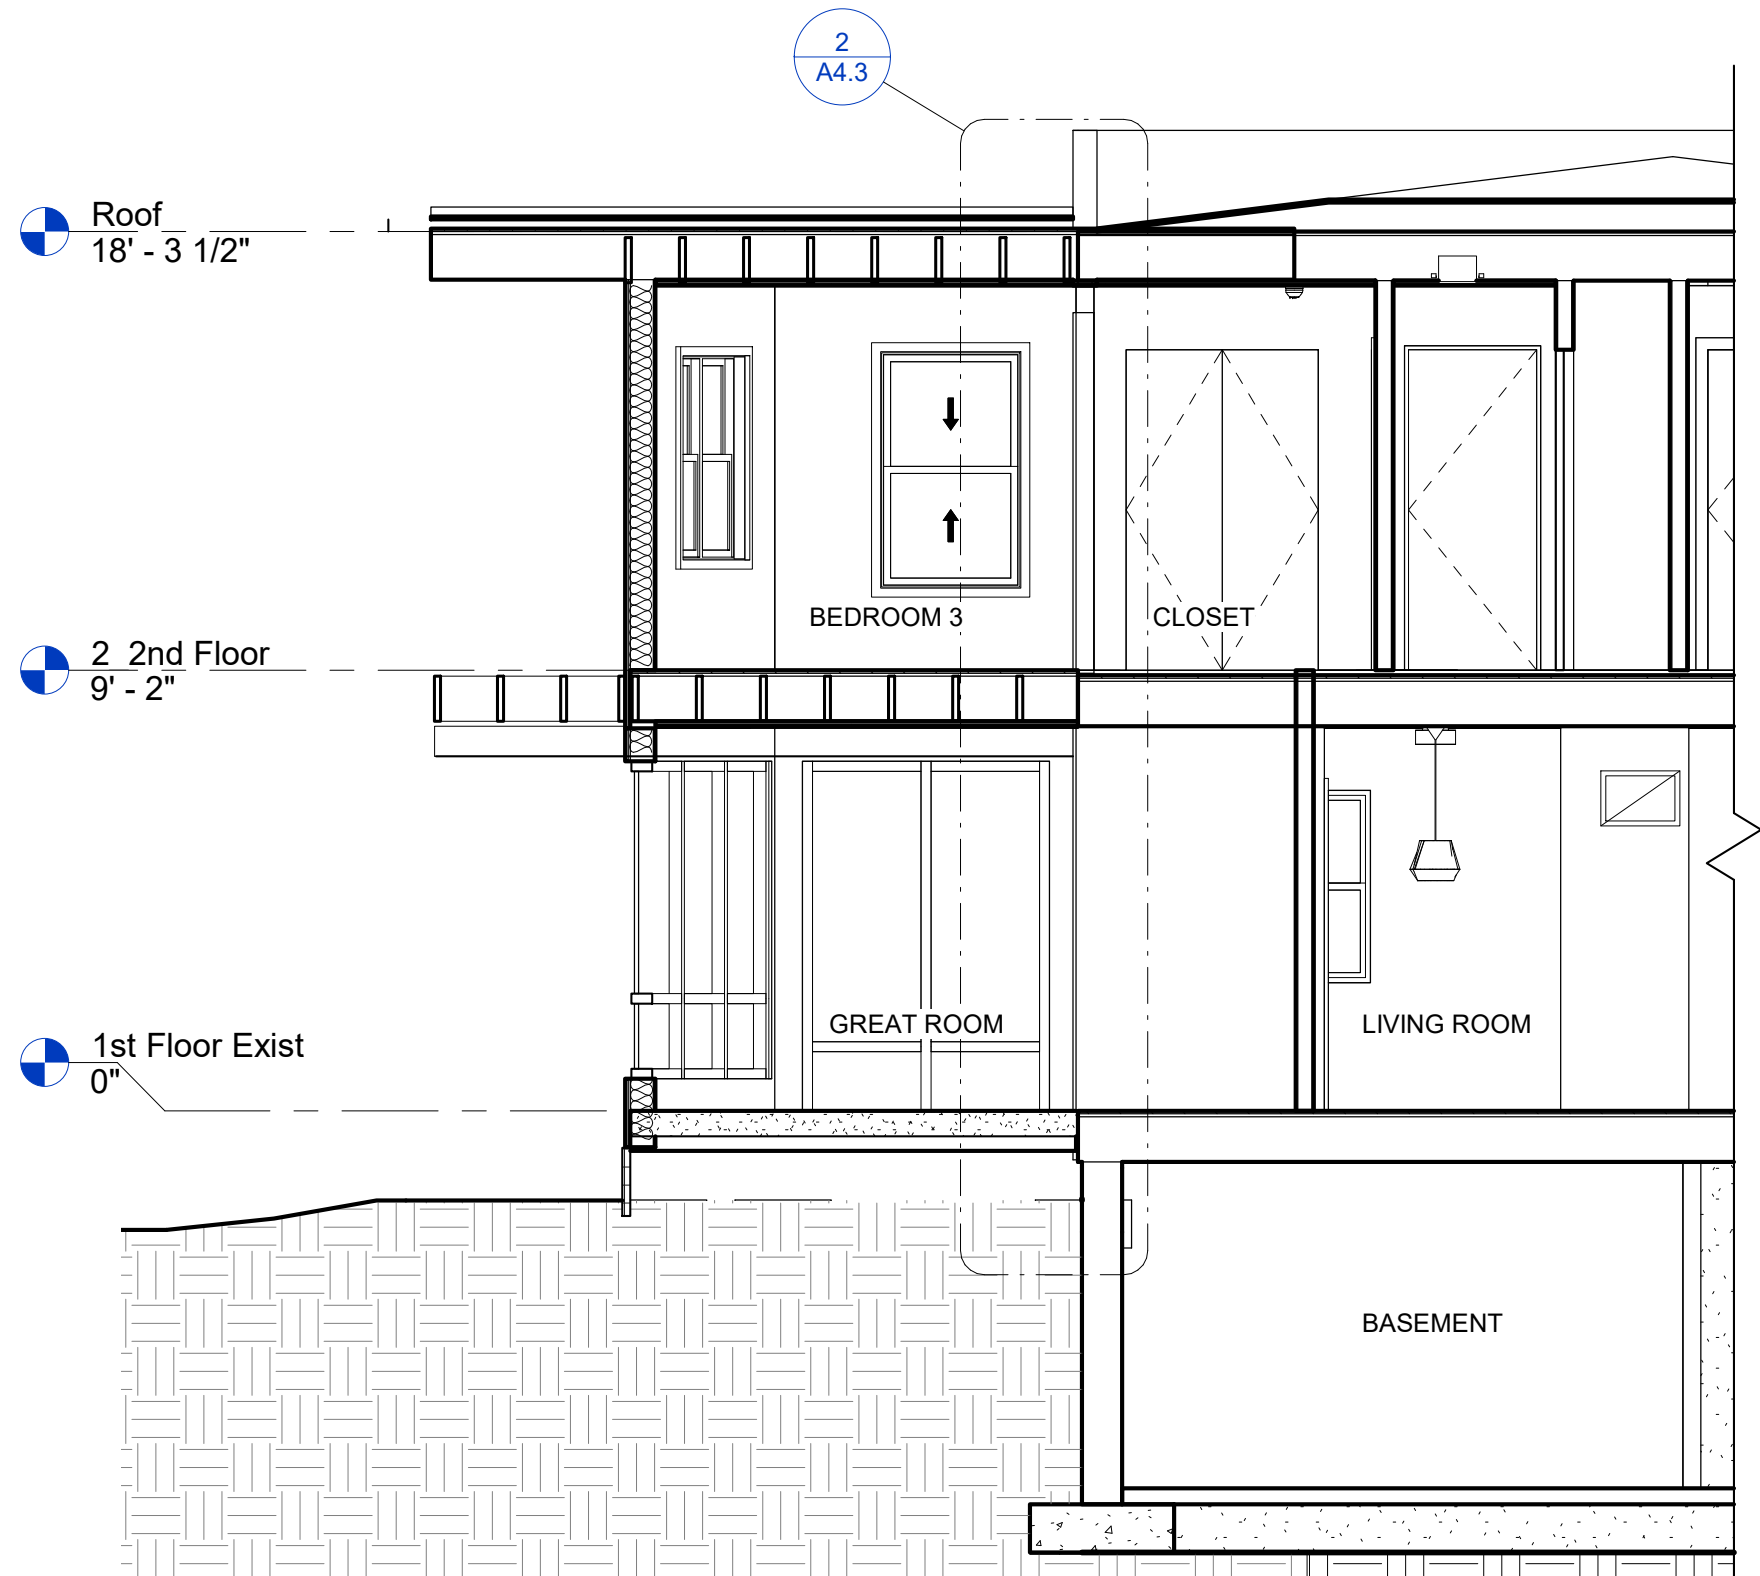 2
A4.3
Roof
18' - 3 1/2"
BEDROOM 3
CLOSET
2 2nd Floor
9' - 2"
GREAT ROOM
LIVING ROOM
1st Floor Exist
0"
BASEMENT